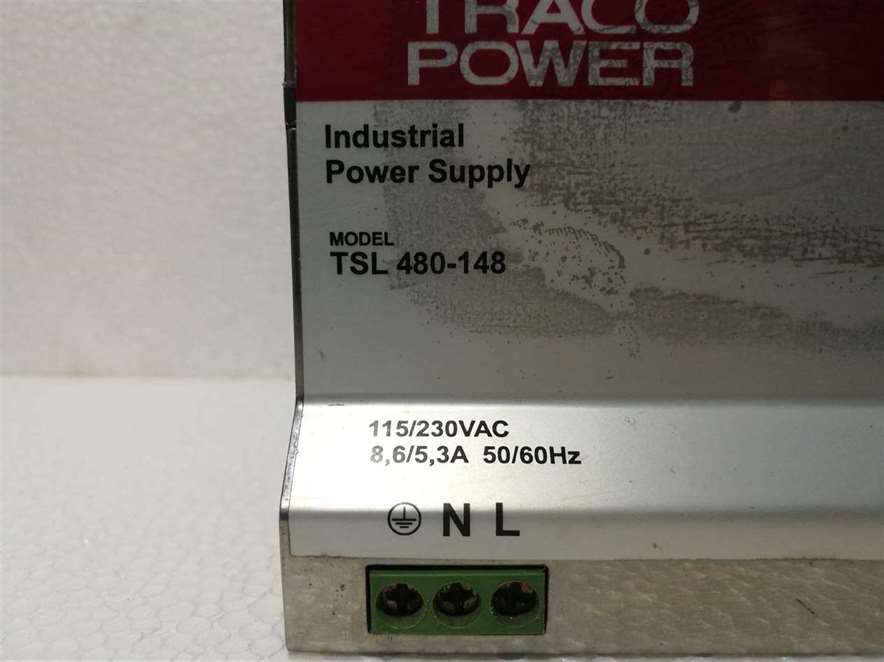 TRACO
POWER
Industrial
Power Supply
MODEL
TSL 480-148
115/230VAC
8,6/5,3A 50/60Hz
N L